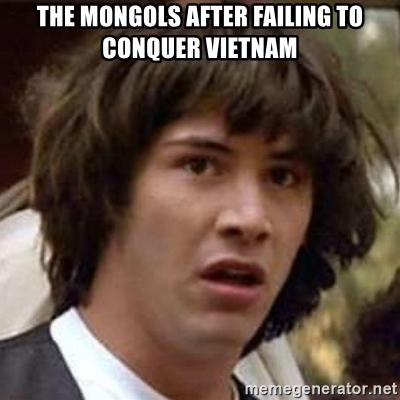 THE MONGOLS AFTER FAILING TO
CONQUER VIETNAM
memegenerator.net